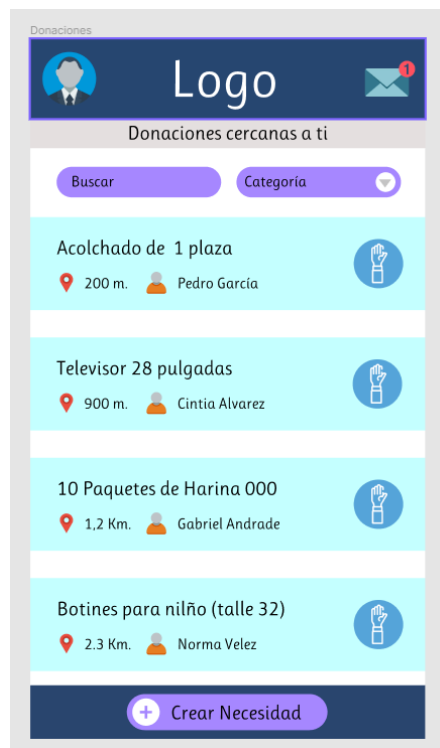 Donaciones
Logo
1
Donaciones cercanas a ti
Buscar
Categoría
Acolchado de 1 plaza
200 m.
Pedro García
Televisor 28 pulgadas
900 m.
Cintia Alvarez
10 Paquetes de Harina 000
1,2 Km.
Gabriel Andrade
Botines para nilño (talle 32)
2.3 Km.
Norma Velez
Crear Necesidad